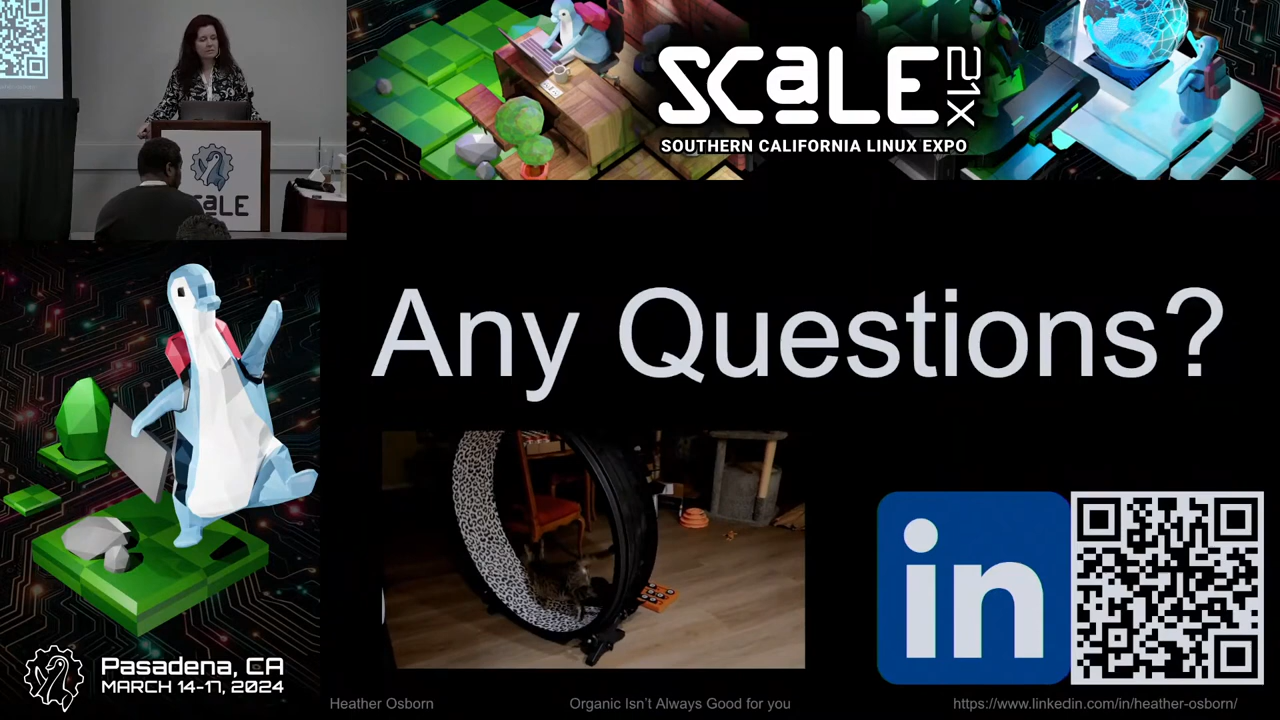 SCaLE 21x
SOUTHERN CALIFORNIA LINUX EXPO
SCaLE
Any Questions?
in
Pasadena, CA
MARCH 14-17, 2024
Heather Osborn
Organic Isn't Always Good for you
https://www.linkedin.com/in/heather-osborn/